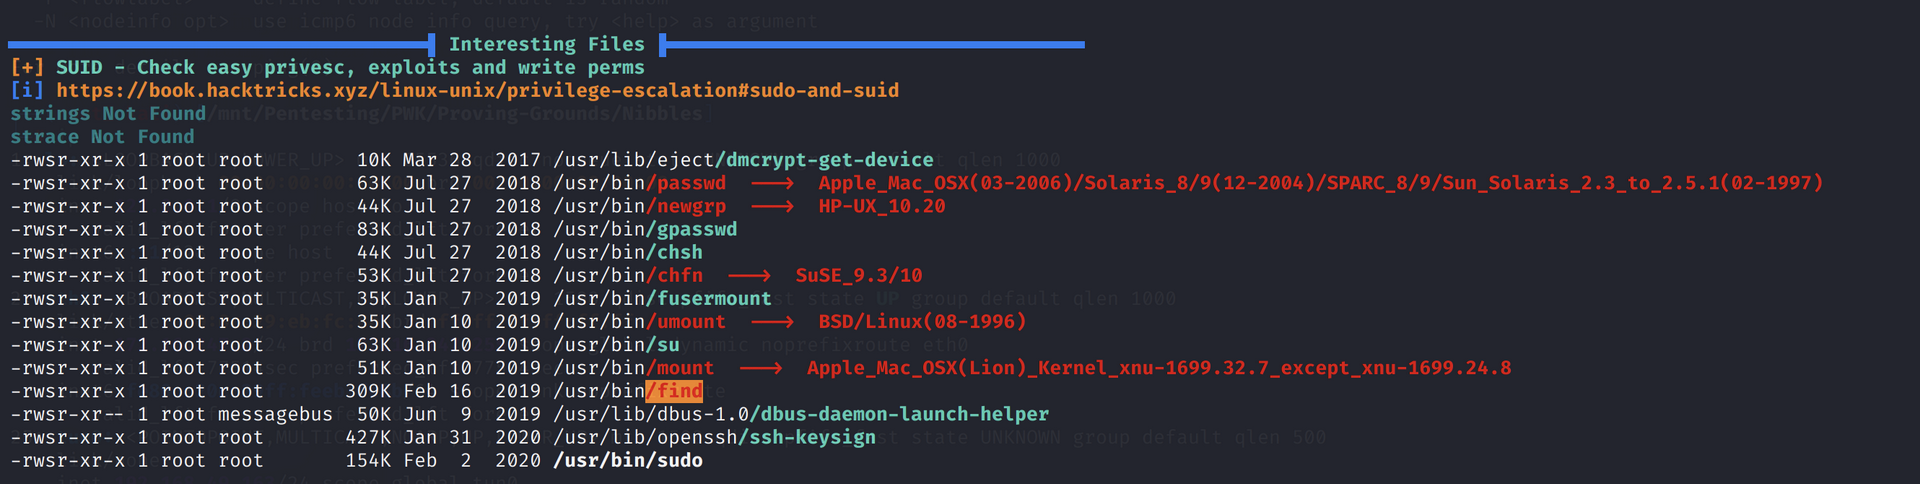 -N <nodeinfo opt>  use icmp6 node info query, try <help> as argument
Interesting Files
[+] SUID - Check easy privesc, exploits and write perms
[i] https://book.hacktricks.xyz/linux-unix/privilege-escalation#sudo-and-suid
strings Not Found/mnt/Pentesting/PWK/Proving-Grounds/Nibbles
strace Not Found
-rwsr-xr-x 1 root root        10K Mar 28  2017 /usr/lib/eject/dmcrypt-get-device
-rwsr-xr-x 1 root root        63K Jul 27  2018 /usr/bin/passwd  --->  Apple_Mac_OSX(03-2006)/Solaris_8/9(12-2004)/SPARC_8/9/Sun_Solaris_2.3_to_2.5.1(02-1997)
-rwsr-xr-x 1 root root        44K Jul 27  2018 /usr/bin/newgrp  --->  HP-UX_10.20
-rwsr-xr-x 1 root root        83K Jul 27  2018 /usr/bin/gpasswd
-rwsr-xr-x 1 root root        44K Jul 27  2018 /usr/bin/chsh
-rwsr-xr-x 1 root root        53K Jul 27  2018 /usr/bin/chfn  --->  SuSE_9.3/10
-rwsr-xr-x 1 root root        35K Jan  7  2019 /usr/bin/fusermount
-rwsr-xr-x 1 root root        35K Jan 10  2019 /usr/bin/umount  --->  BSD/Linux(08-1996)
-rwsr-xr-x 1 root root        63K Jan 10  2019 /usr/bin/su
-rwsr-xr-x 1 root root        51K Jan 10  2019 /usr/bin/mount  --->  Apple_Mac_OSX(Lion)_Kernel_xnu-1699.32.7_except_xnu-1699.24.8
-rwsr-xr-x 1 root root       309K Feb 16  2019 /usr/bin/find
-rwsr-xr-- 1 root messagebus  50K Jun  9  2019 /usr/lib/dbus-1.0/dbus-daemon-launch-helper
-rwsr-xr-x 1 root root       427K Jan 31  2020 /usr/lib/openssh/ssh-keysign
-rwsr-xr-x 1 root root       154K Feb  2  2020 /usr/bin/sudo